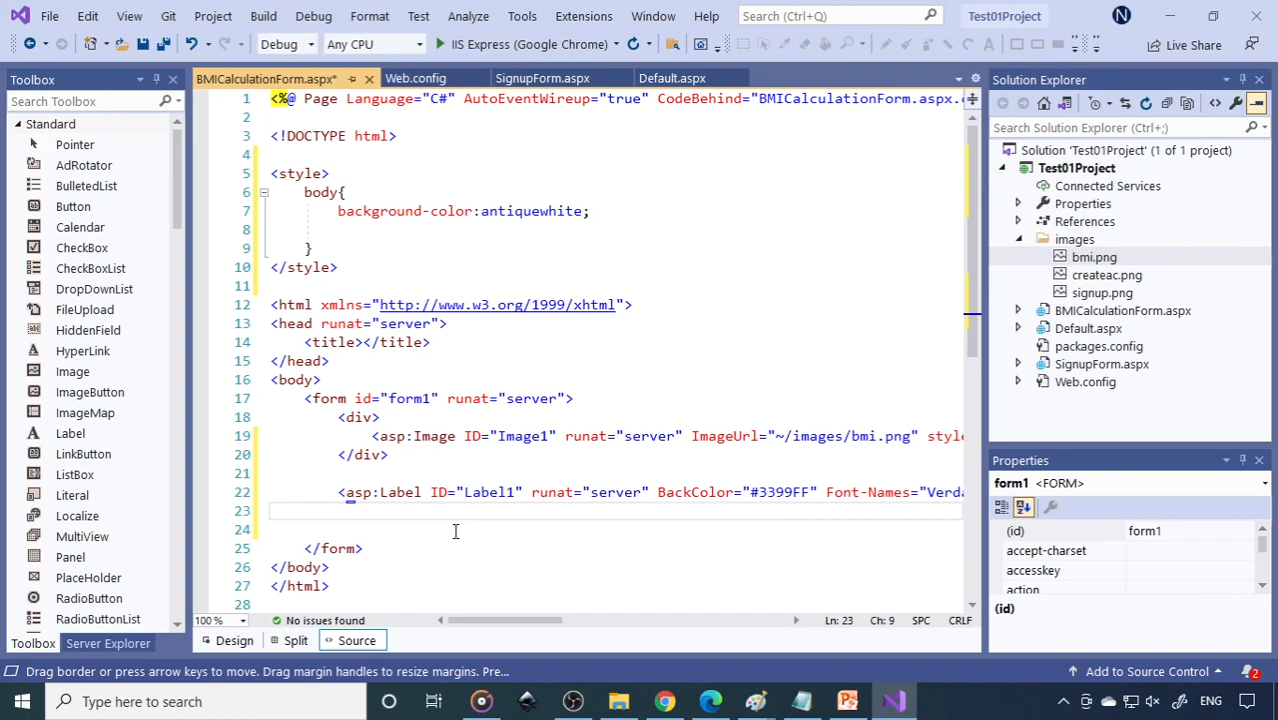 File Edit View Git Project Build Debug Format Test Analyze Tools Extensions Window Help Search (Ctrl+Q) Test01Project N
Debug Any CPU IIS Express (Google Chrome) Live Share
Toolbox
Search Toolbox
Standard
Pointer
AdRotator
BulletedList
Button
Calendar
CheckBox
CheckBoxList
DropDownList
FileUpload
HiddenField
HyperLink
Image
ImageButton
ImageMap
Label
LinkButton
ListBox
Literal
Localize
MultiView
Panel
PlaceHolder
RadioButton
RadioButtonList
Toolbox Server Explorer
BMICalculationForm.aspx* Web.config SignupForm.aspx Default.aspx
1 <%@ Page Language="C#" AutoEventWireup="true" CodeBehind="BMICalculationForm.aspx.
2
3 <!DOCTYPE html>
4
5 <style>
6 body{
7 background-color:antiquewhite;
8
9 }
10 </style>
11
12 <html xmlns="http://www.w3.org/1999/xhtml">
13 <head runat="server">
14 <title></title>
15 </head>
16 <body>
17 <form id="form1" runat="server">
18 <div>
19 <asp:Image ID="Image1" runat="server" ImageUrl="~/images/bmi.png" style
20 </div>
21
22 <asp:Label ID="Label1" runat="server" BackColor="#3399FF" Font-Names="Verda
23
24
25 </form>
26 </body>
27 </html>
28
100 % No issues found Ln: 23 Ch: 9 SPC CRLF
Design Split Source
Solution Explorer
Search Solution Explorer (Ctrl+;)
Solution 'Test01Project' (1 of 1 project)
Test01Project
Connected Services
Properties
References
images
bmi.png
createac.png
signup.png
BMICalculationForm.aspx
Default.aspx
packages.config
SignupForm.aspx
Web.config
Properties
form1 <FORM>
(id) form1
accept-charset
accesskey
action
(id)
Drag border or press arrow keys to move. Drag margin handles to resize margins. Pre... Add to Source Control 2
Type here to search ENG